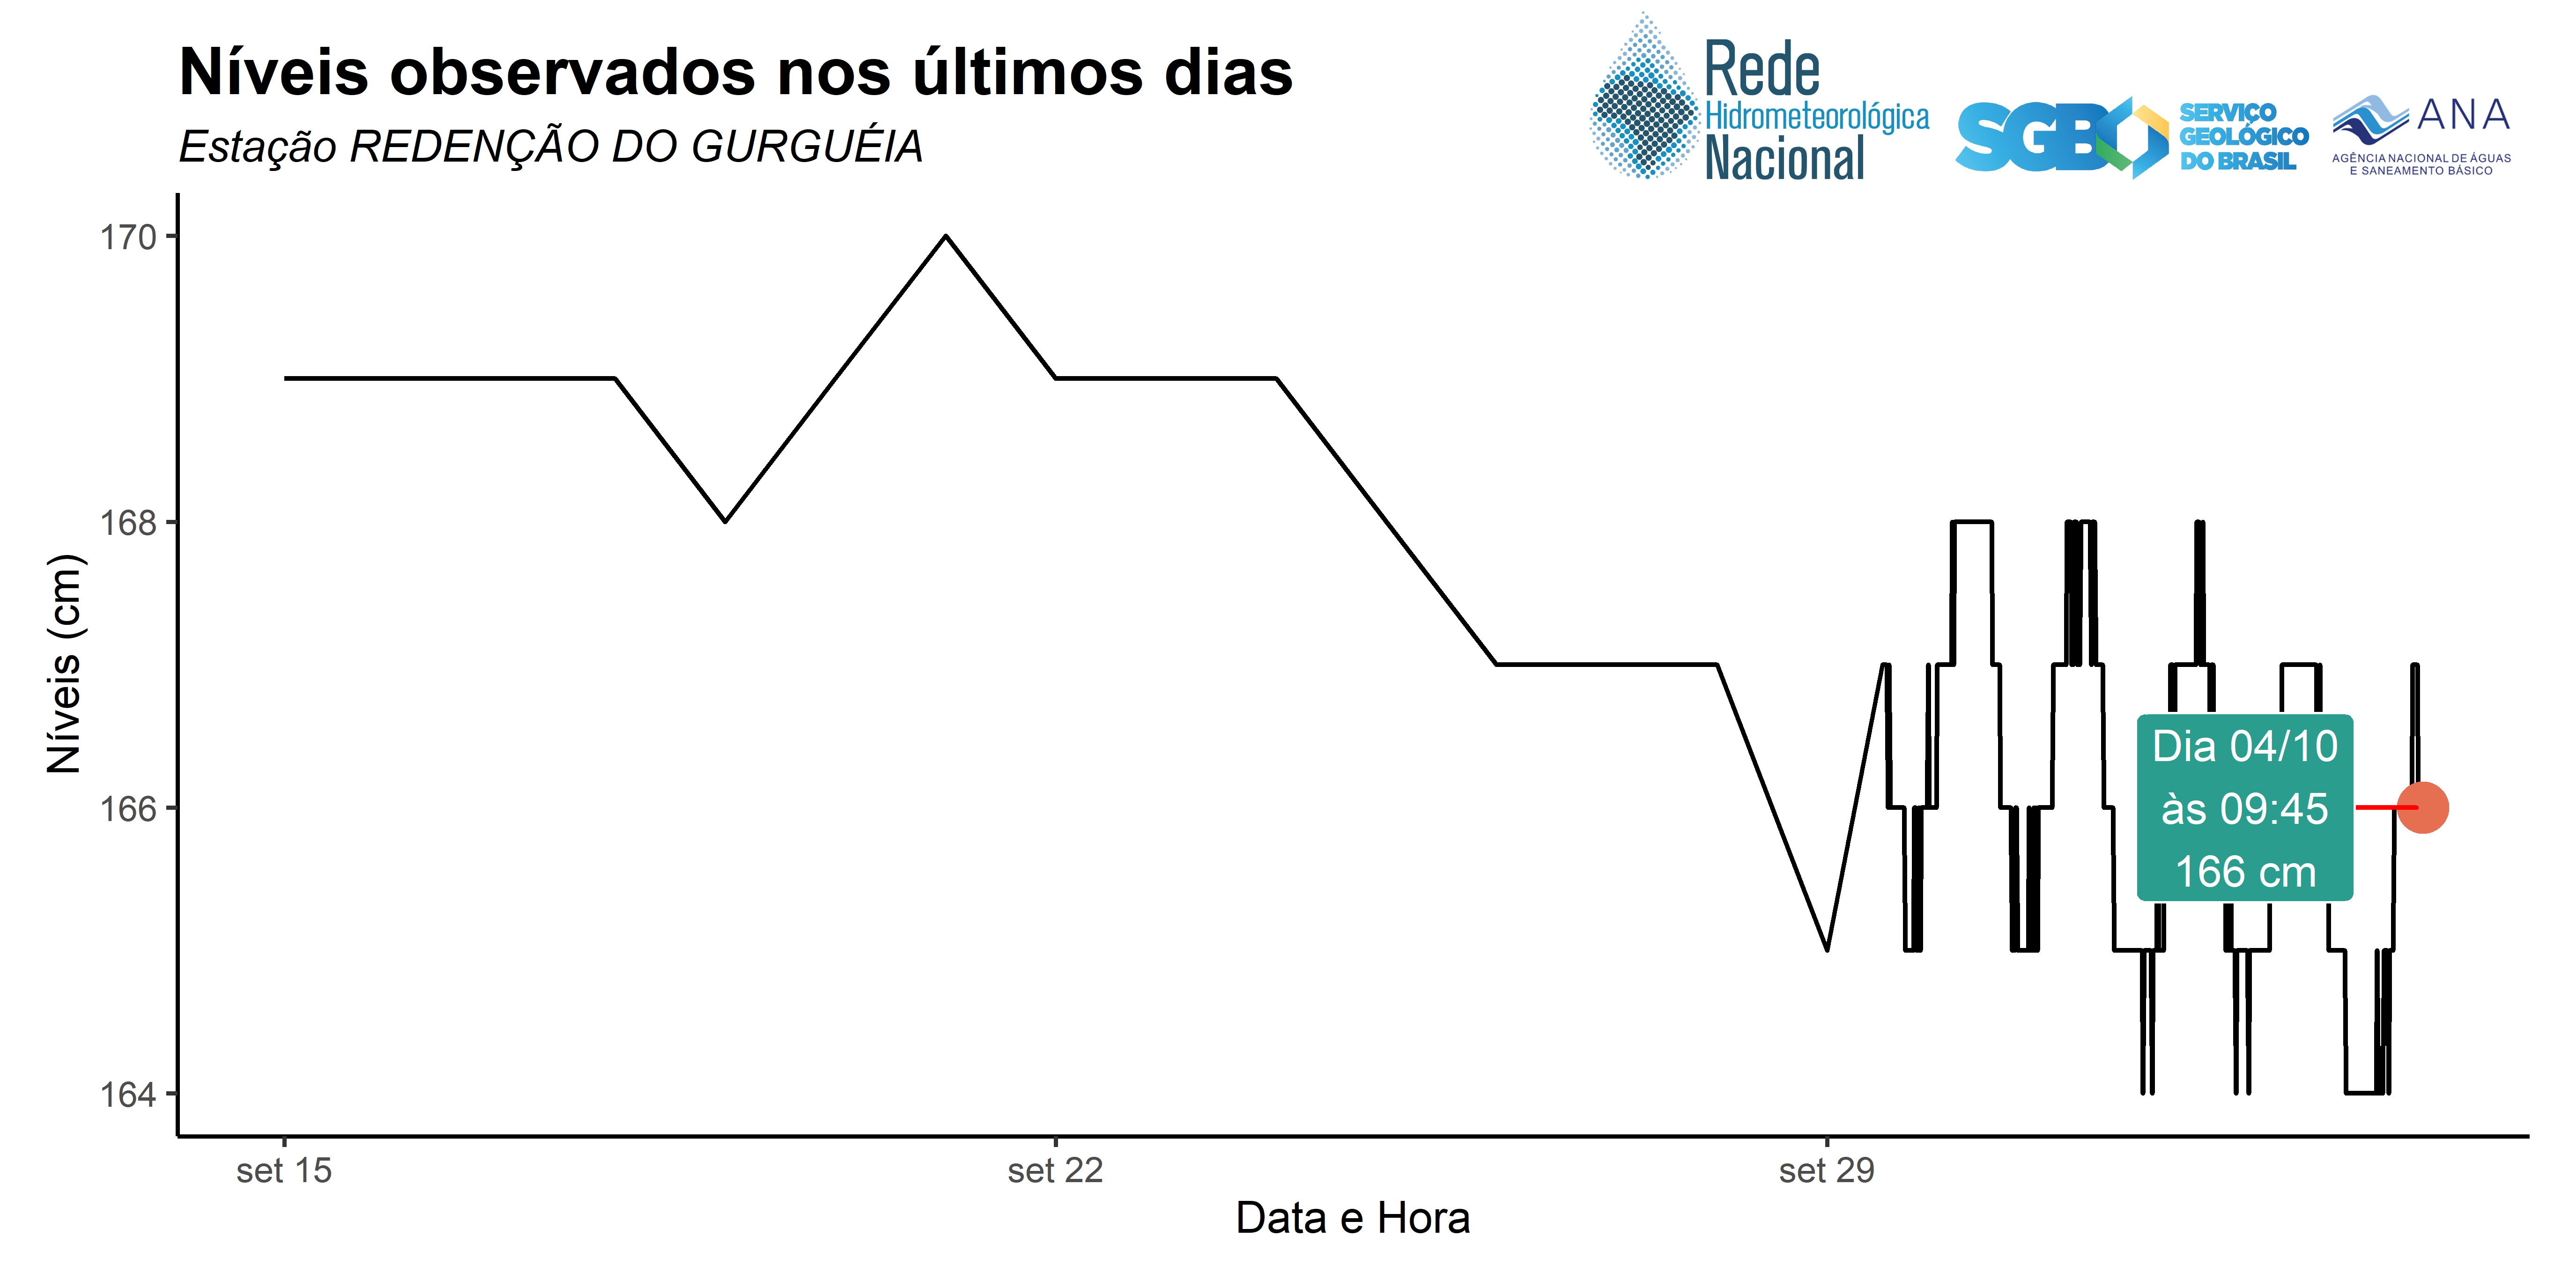 Níveis observados nos últimos dias
Estação REDENÇÃO DO GURGUÉIA
Rede
Hidrometeorológica
Nacional
SGB
SERVIÇO
GEOLÓGICO
DO BRASIL
ANA
AGÊNCIA NACIONAL DE ÁGUAS
E SANEAMENTO BÁSICO
Níveis (cm)
170
168
166
164
Dia 04/10
às 09:45
166 cm
set 15
set 22
set 29
Data e Hora